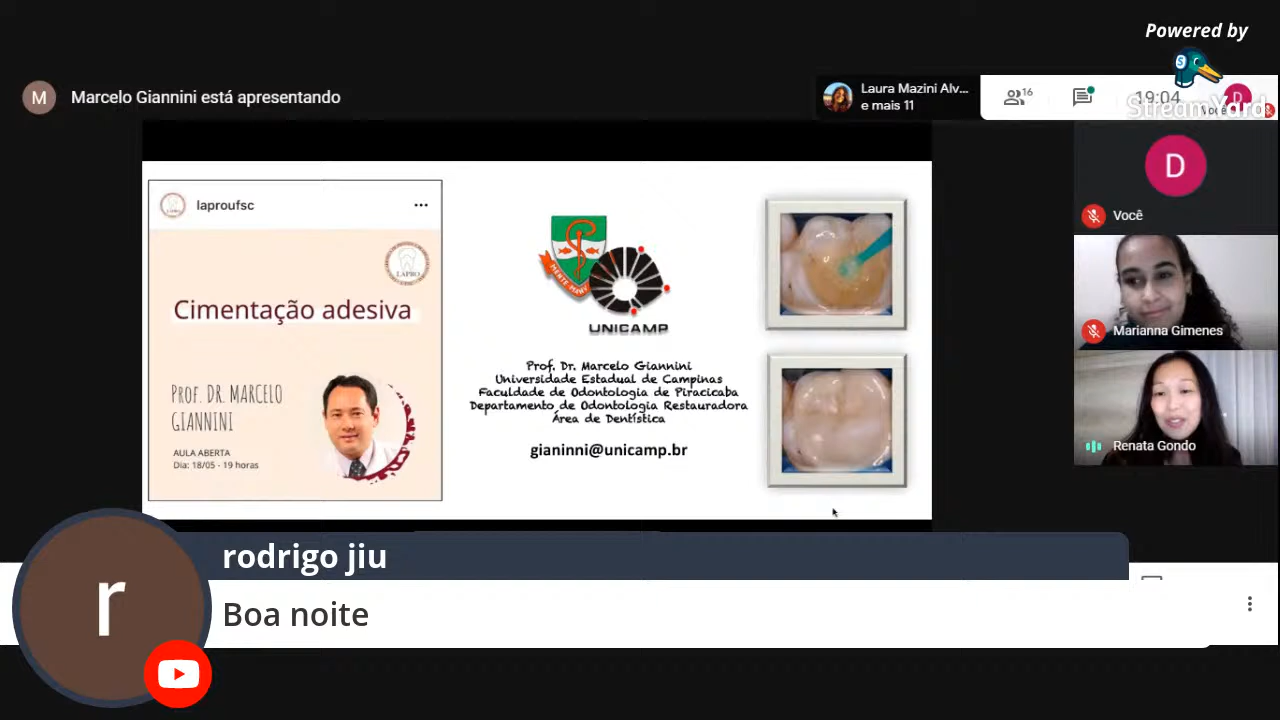 Powered by
StreamYard
M
Marcelo Giannini está apresentando
Laura Mazini Alv...
e mais 11
16
19:04
D
Você
D
Você
Marianna Gimenes
Renata Gondo
laproufsc
LAPRO
Cimentação adesiva
PROF. DR. MARCELO
GIANNINI
AULA ABERTA
Dia: 18/05 - 19 horas
UNICAMP
Prof. Dr. Marcelo Giannini
Universidade Estadual de Campinas
Faculdade de Odontologia de Piracicaba
Departamento de Odontologia Restauradora
Área de Dentística
gianinni@unicamp.br
r
rodrigo jiu
Boa noite